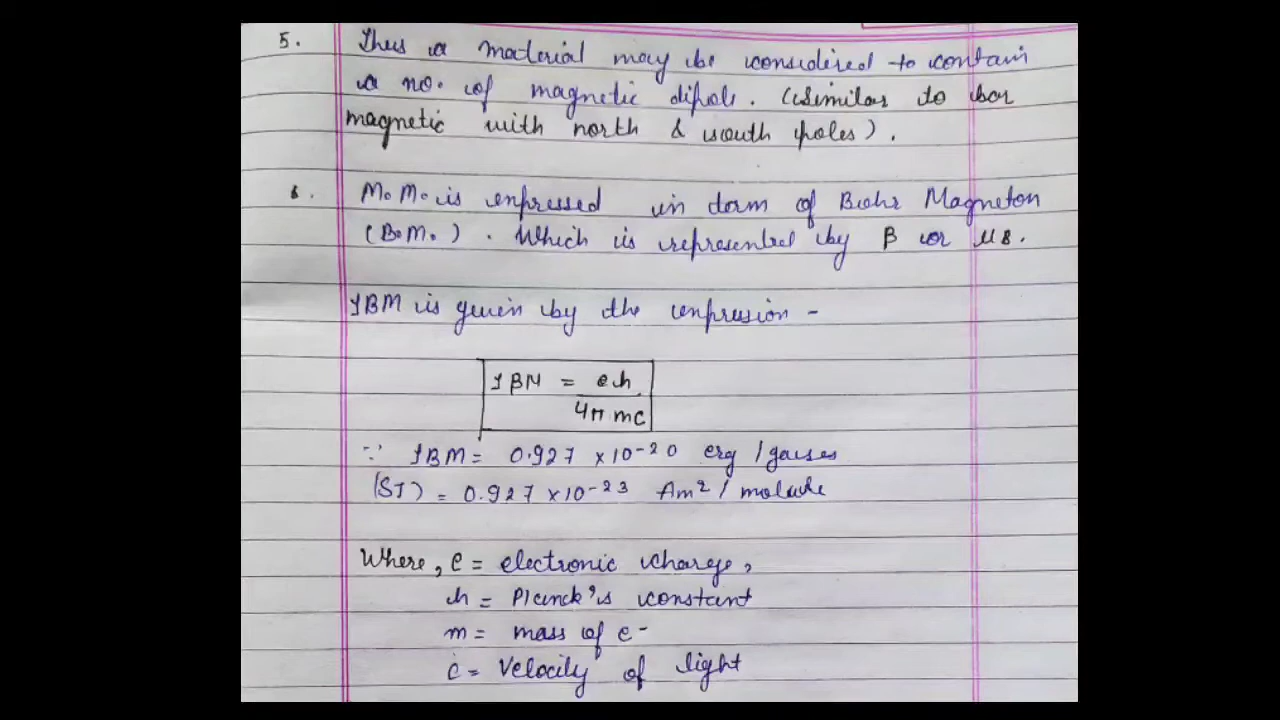 5. Thus a material may be considered to contain
a no. of magnetic dipole. (Similar to bar
magnetic with north & south poles).
6. M.M. is expressed in term of Bohr Magneton
(B.M.). Which is represented by β or μB.
1BM is given by the expression -
1BM = eh
4π mc
∵ 1BM = 0.927 × 10-20 erg / gauses
(SI) = 0.927 × 10-23 Am² / molecule
Where, e = electronic charge,
h = Planck's constant
m = mass of e-
c = Velocity of light